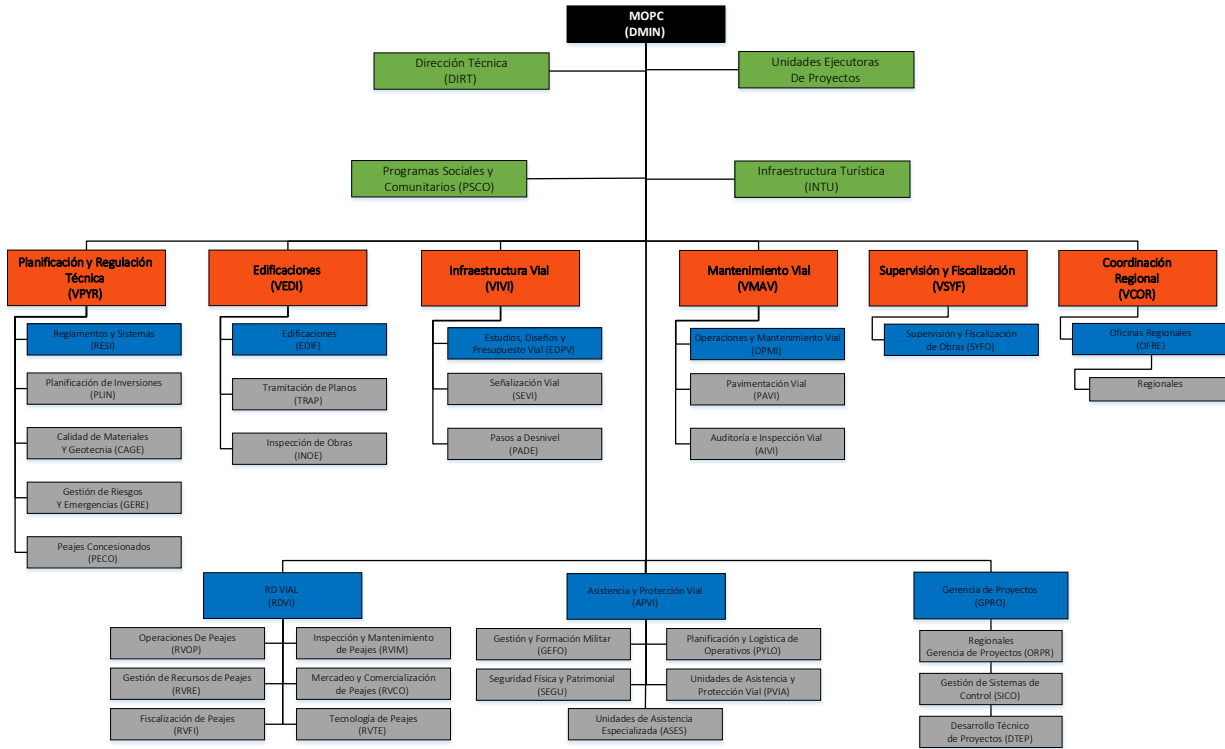 MOPC
(DMIN)
Dirección Técnica
(DIRT)
Unidades Ejecutoras
De Proyectos
Programas Sociales y
Comunitarios (PSCO)
Infraestructura Turística
(INTU)
Planificación y Regulación
Técnica
(VPYR)
Edificaciones
(VEDI)
Infraestructura Vial
(VIVI)
Mantenimiento Vial
(VMAV)
Supervisión y Fiscalización
(VSYF)
Coordinación
Regional
(VCOR)
Reglamentos y Sistemas
(RESI)
Edificaciones
(EDIF)
Estudios, Diseños y
Presupuesto Vial (EDPV)
Operaciones y Mantenimiento Vial
(OPMI)
Supervisión y Fiscalización
de Obras (SYFO)
Oficinas Regionales
(OFRE)
Planificación de Inversiones
(PLIN)
Tramitación de Planos
(TRAP)
Señalización Vial
(SEVI)
Pavimentación Vial
(PAVI)
Regionales
Calidad de Materiales
Y Geotecnia (CAGE)
Inspección de Obras
(INOE)
Pasos a Desnivel
(PADE)
Auditoría e Inspección Vial
(AIVI)
Gestión de Riesgos
Y Emergencias (GERE)
Peajes Concesionados
(PECO)
RD VIAL
(RDVI)
Asistencia y Protección Vial
(APVI)
Gerencia de Proyectos
(GPRO)
Operaciones De Peajes
(RVOP)
Inspección y Mantenimiento
de Peajes (RVIM)
Gestión y Formación Militar
(GEFO)
Planificación y Logística de
Operativos (PYLO)
Regionales
Gerencia de Proyectos (ORPR)
Gestión de Recursos de Peajes
(RVRE)
Mercadeo y Comercialización
de Peajes (RVCO)
Seguridad Física y Patrimonial
(SEGU)
Unidades de Asistencia y
Protección Vial (PVIA)
Gestión de Sistemas de
Control (SICO)
Fiscalización de Peajes
(RVFI)
Tecnología de Peajes
(RVTE)
Unidades de Asistencia
Especializada (ASES)
Desarrollo Técnico
de Proyectos (DTEP)